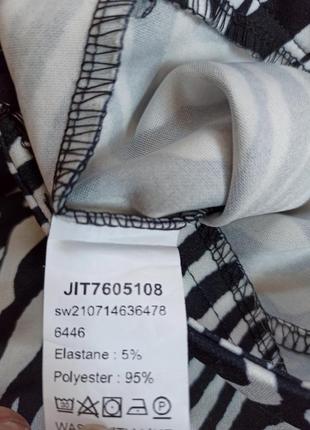 JIT7605108
sw210714636478
6446
Elastane : 5%
Polyester : 95%